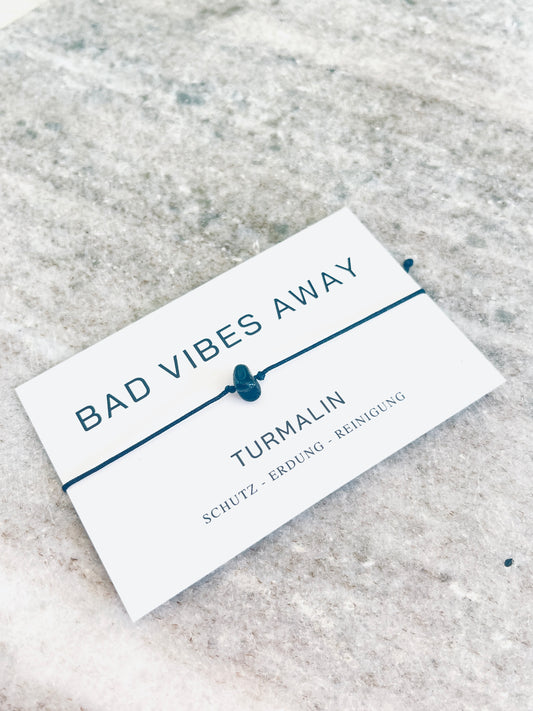 BAD VIBES AWAY
TURMALIN
SCHUTZ - ERDUNG - REINIGUNG